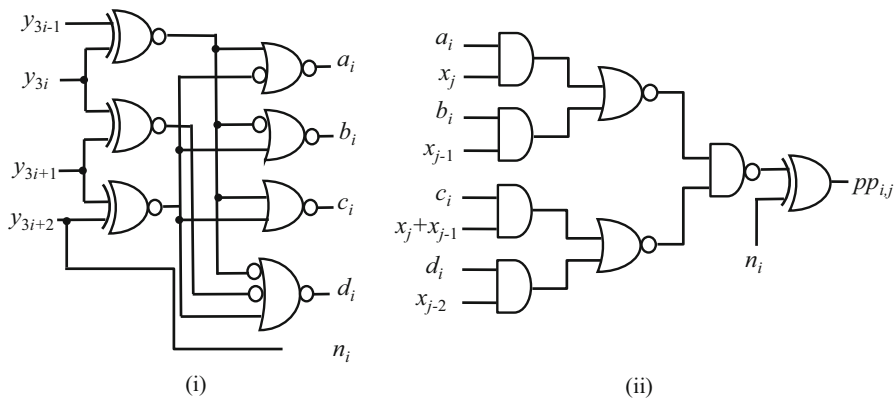 y3i-1
y3i
y3i+1
y3i+2
ai
bi
ci
di
ni
(i)
ai
xj
bi
xj-1
ci
xj+xj-1
di
xj-2
ni
ppi,j
(ii)